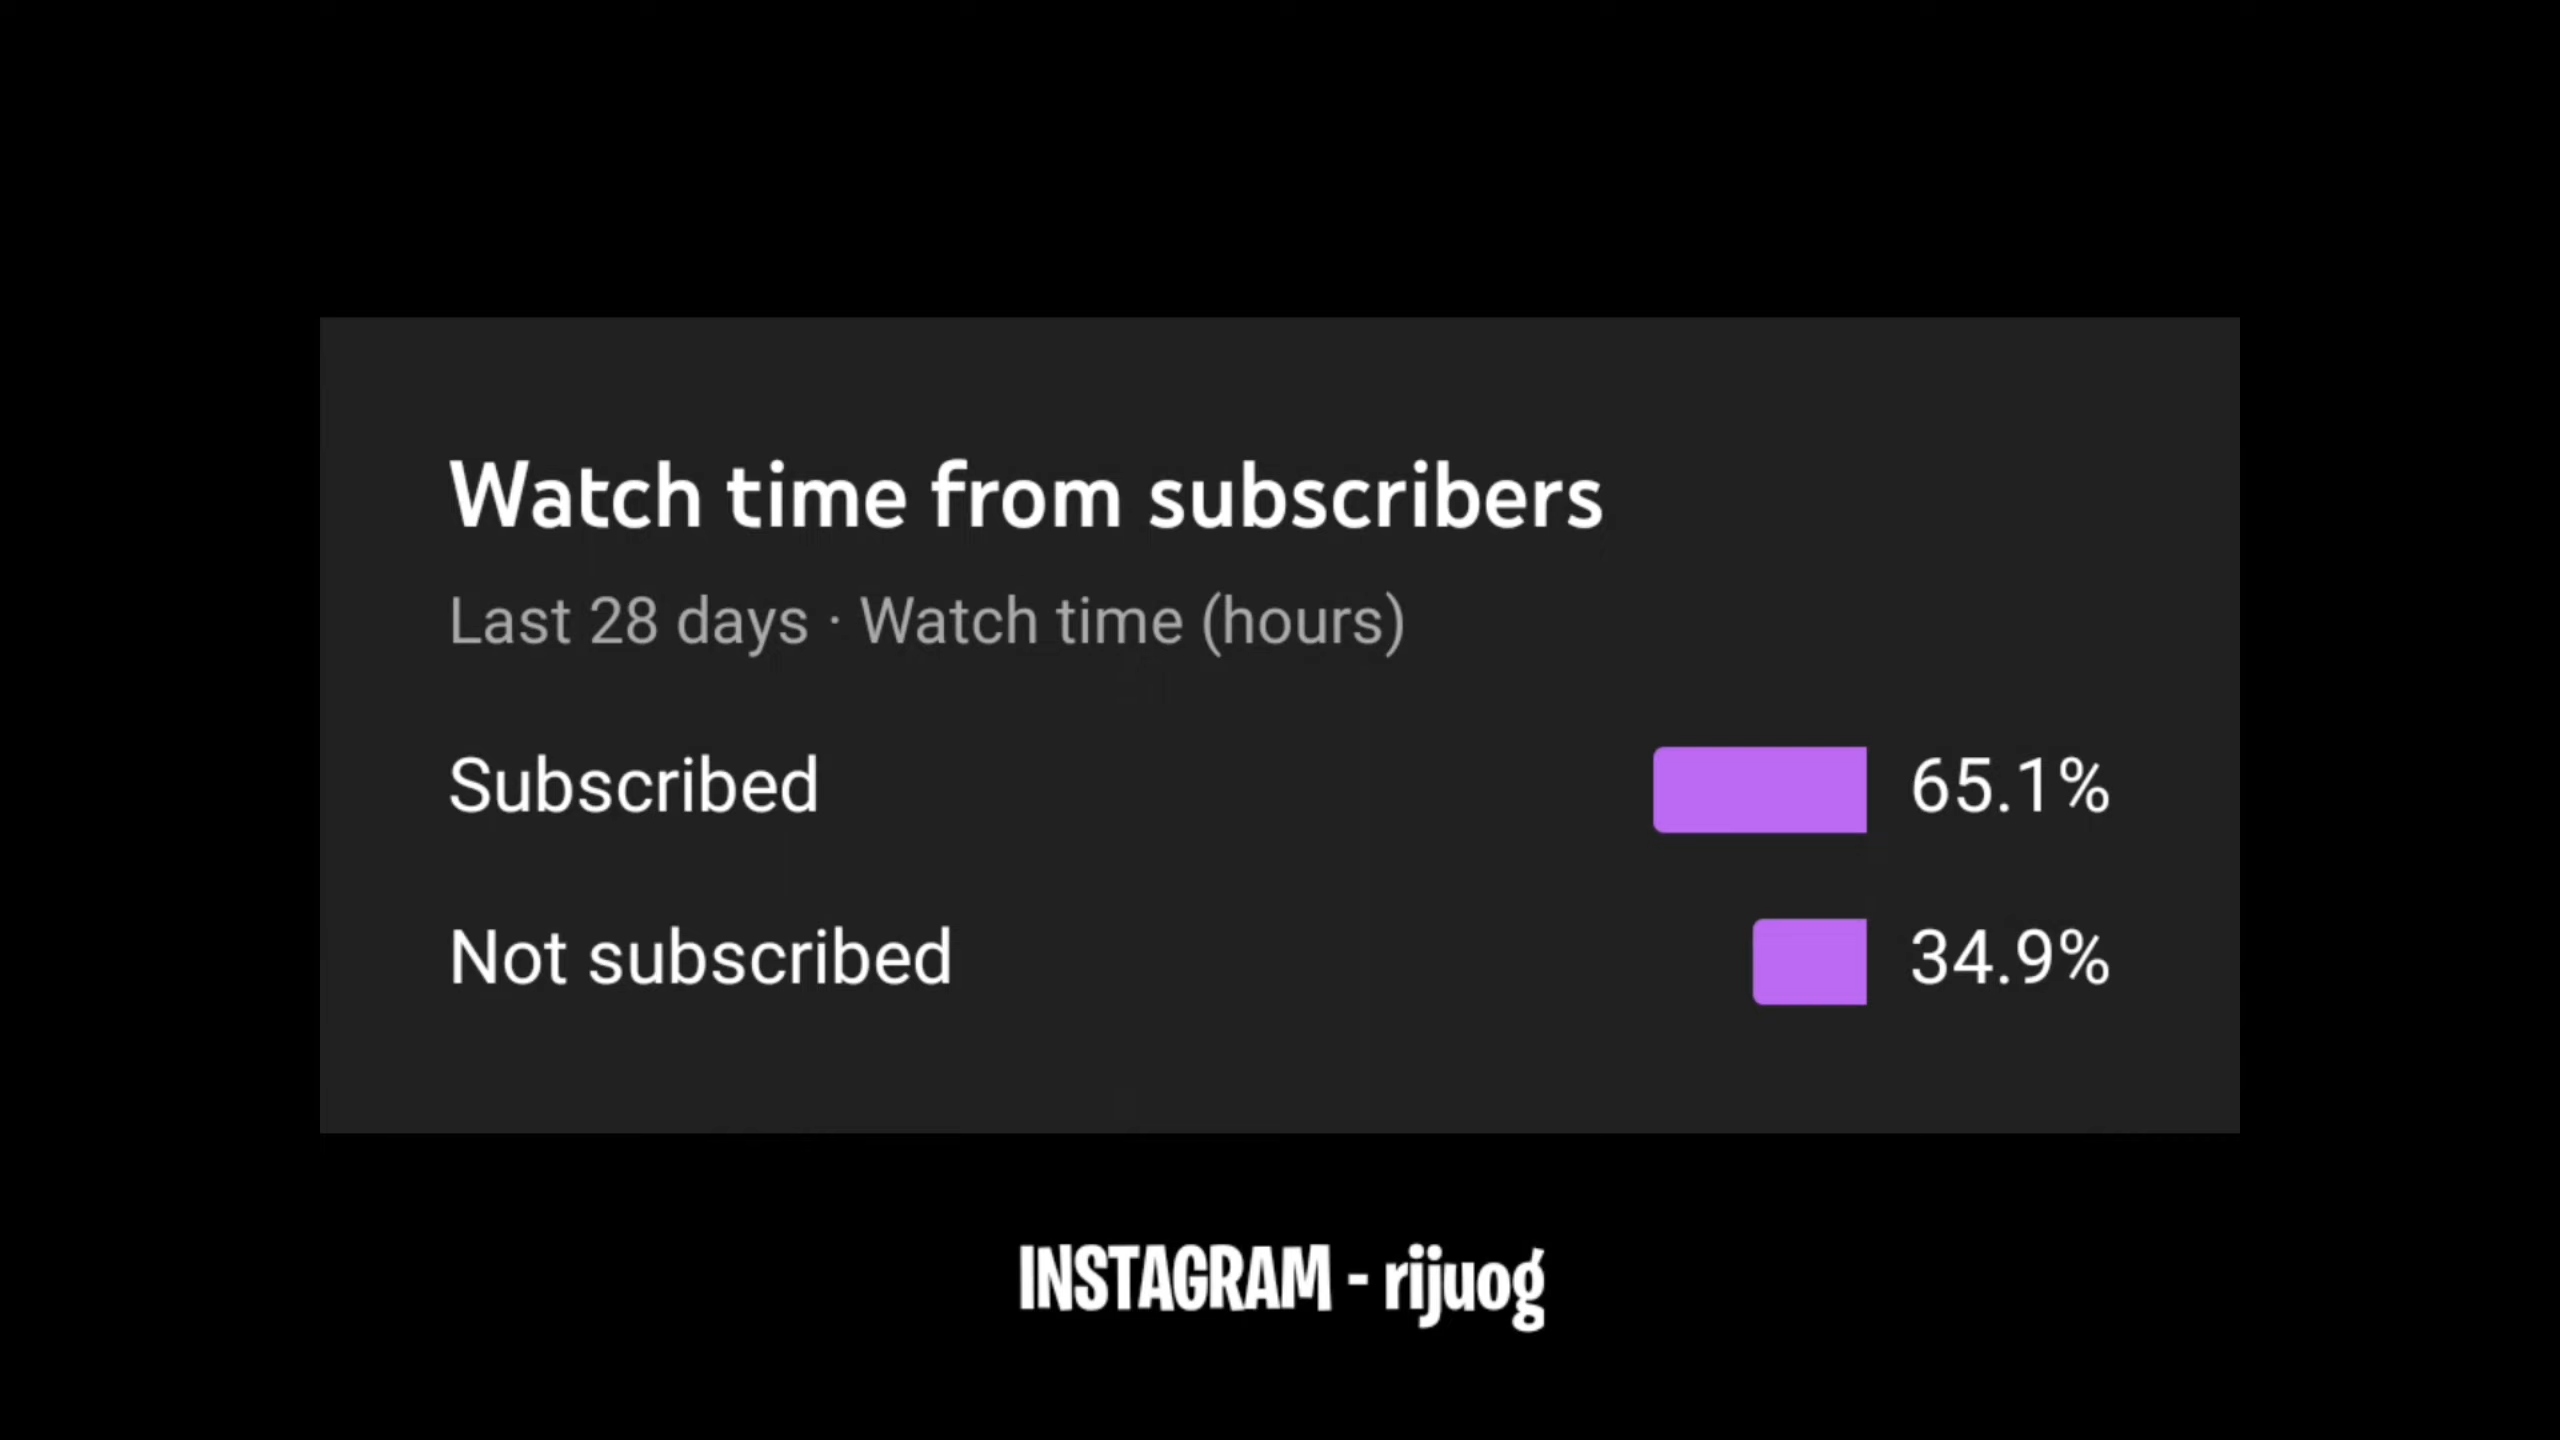 Watch time from subscribers
Last 28 days · Watch time (hours)
Subscribed 65.1%
Not subscribed 34.9%
INSTAGRAM - rijuog